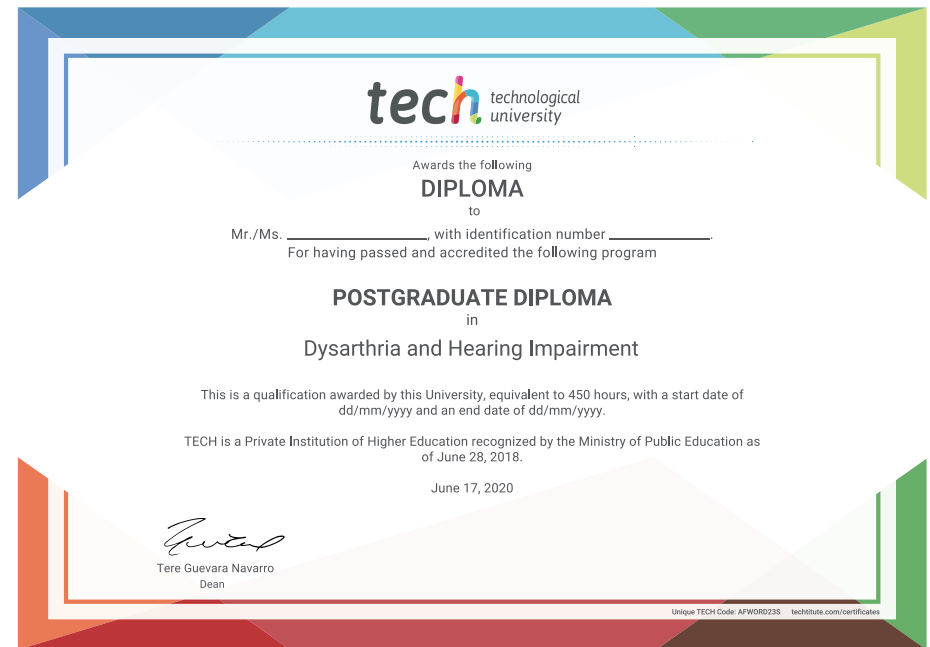 tech technological
university
Awards the following
DIPLOMA
to
Mr./Ms. ____________________, with identification number ______________.
For having passed and accredited the following program
POSTGRADUATE DIPLOMA
in
Dysarthria and Hearing Impairment
This is a qualification awarded by this University, equivalent to 450 hours, with a start date of
dd/mm/yyyy and an end date of dd/mm/yyyy.
TECH is a Private Institution of Higher Education recognized by the Ministry of Public Education as
of June 28, 2018.
June 17, 2020
Tere Guevara Navarro
Dean
Unique TECH Code: AFWORD23S techtitute.com/certificates